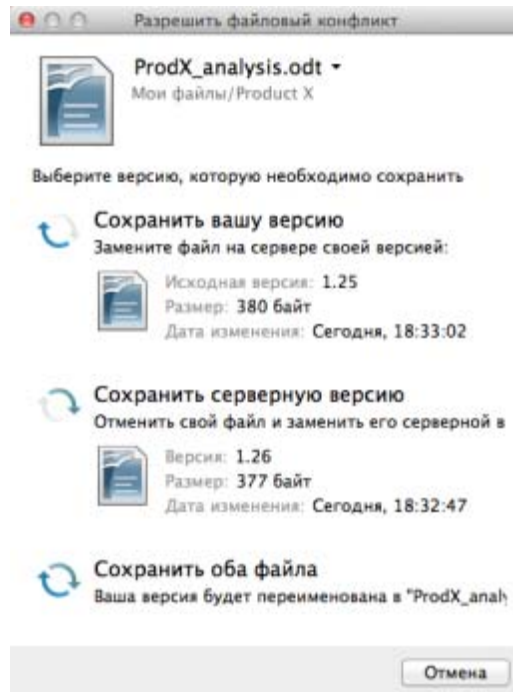 Разрешить файловый конфликт
ProdX_analysis.odt
Мои файлы/Product X
Выберите версию, которую необходимо сохранить
Сохранить вашу версию
Замените файл на сервере своей версией:
Исходная версия: 1.25
Размер: 380 байт
Дата изменения: Сегодня, 18:33:02
Сохранить серверную версию
Отменить свой файл и заменить его серверной в
Версия: 1.26
Размер: 377 байт
Дата изменения: Сегодня, 18:32:47
Сохранить оба файла
Ваша версия будет переименована в "ProdX_analy
Отмена